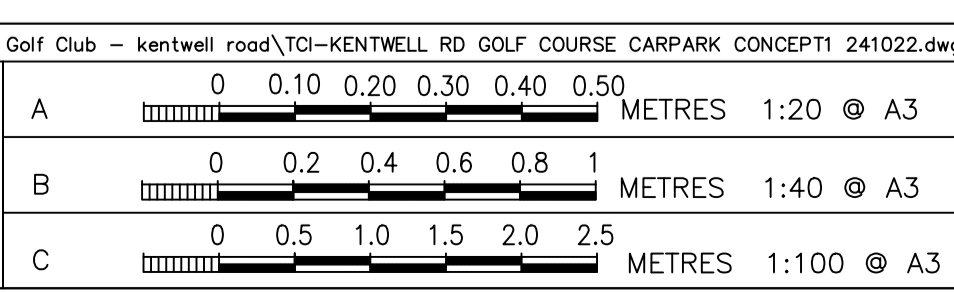 Golf Club – kentwell road\TCI–KENTWELL RD GOLF COURSE CARPARK CONCEPT1 241022.dwg
0 0.10 0.20 0.30 0.40 0.50
A METRES 1:20 @ A3
0 0.2 0.4 0.6 0.8 1
B METRES 1:40 @ A3
0 0.5 1.0 1.5 2.0 2.5
C METRES 1:100 @ A3